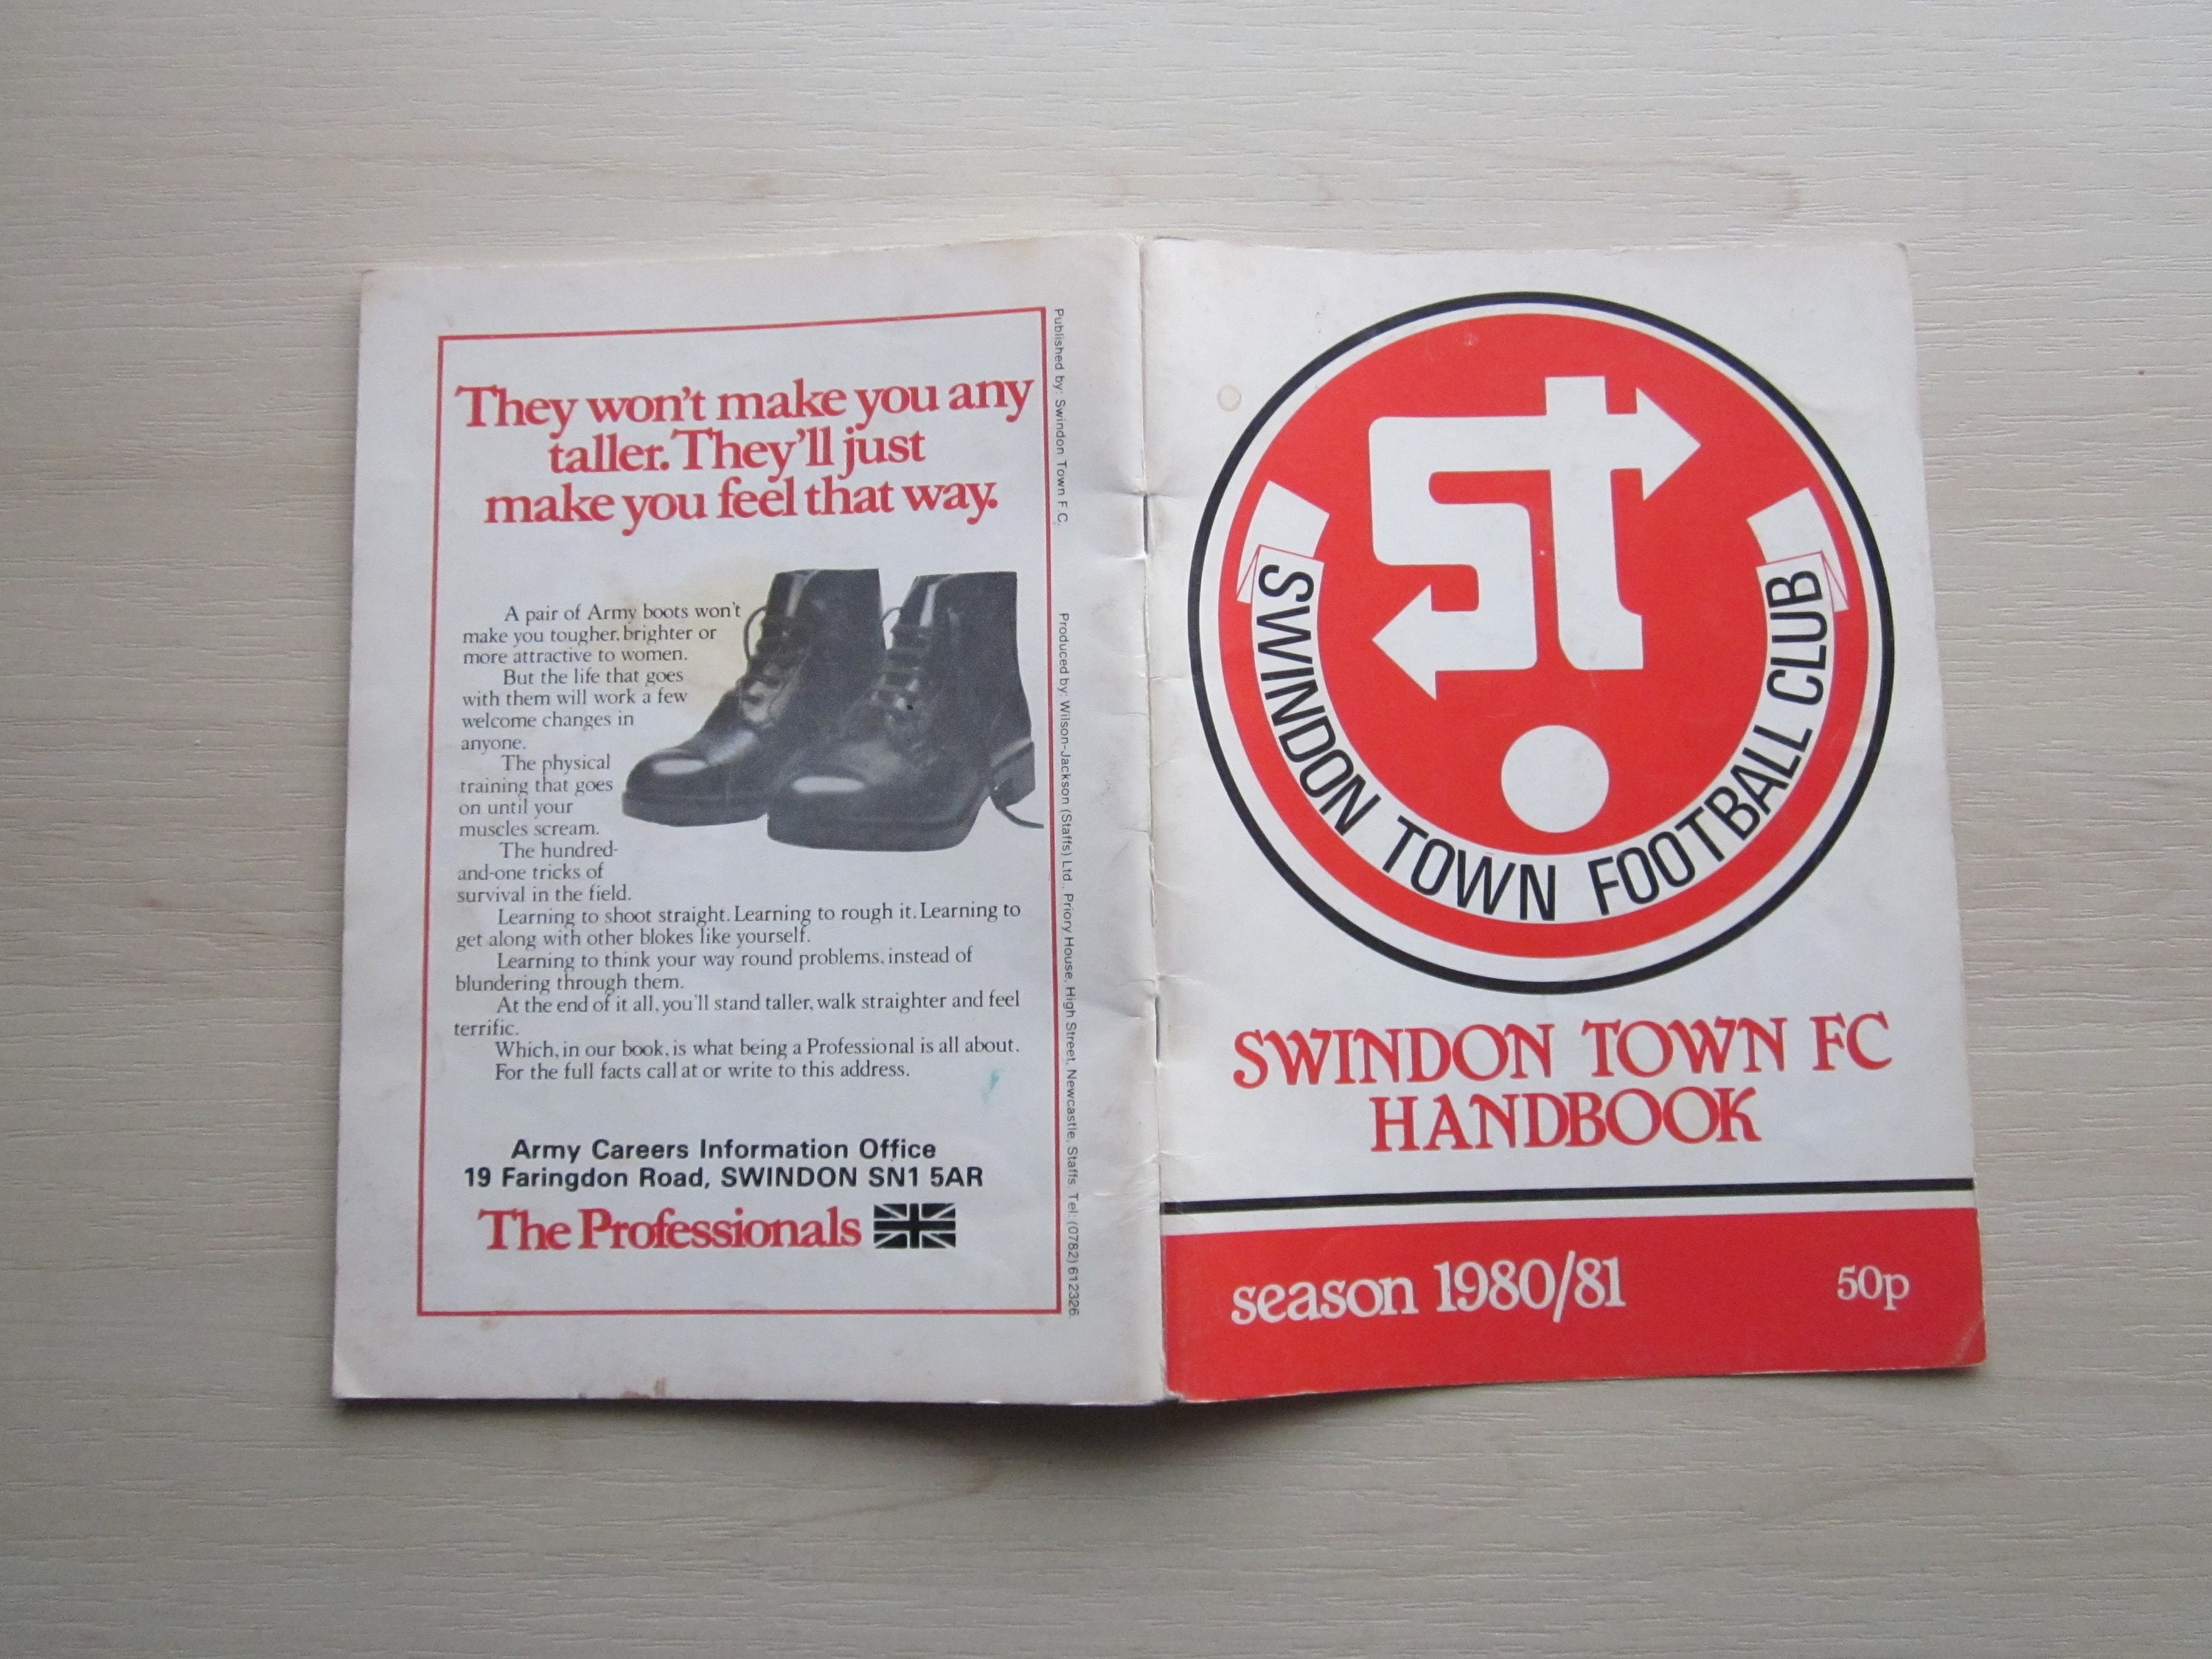 They won't make you any
taller. They'll just
make you feel that way.
A pair of Army boots won't
make you tougher, brighter or
more attractive to women.
But the life that goes
with them will work a few
welcome changes in
anyone.
The physical
training that goes
on until your
muscles scream.
The hundred-
and-one tricks of
survival in the field.
Learning to shoot straight. Learning to rough it. Learning to
get along with other blokes like yourself.
Learning to think your way round problems, instead of
blundering through them.
At the end of it all, you'll stand taller, walk straighter and feel
terrific.
Which, in our book, is what being a Professional is all about.
For the full facts call at or write to this address.
Army Careers Information Office
19 Faringdon Road, SWINDON SN1 5AR
The Professionals
Published by: Swindon Town F.C.
Produced by: Wilson-Jackson (Staffs) Ltd., Priory House, High Street, Newcastle, Staffs. Tel: (0782) 612326.
ST
SWINDON TOWN FOOTBALL CLUB
SWINDON TOWN FC
HANDBOOK
season 1980/81
50p